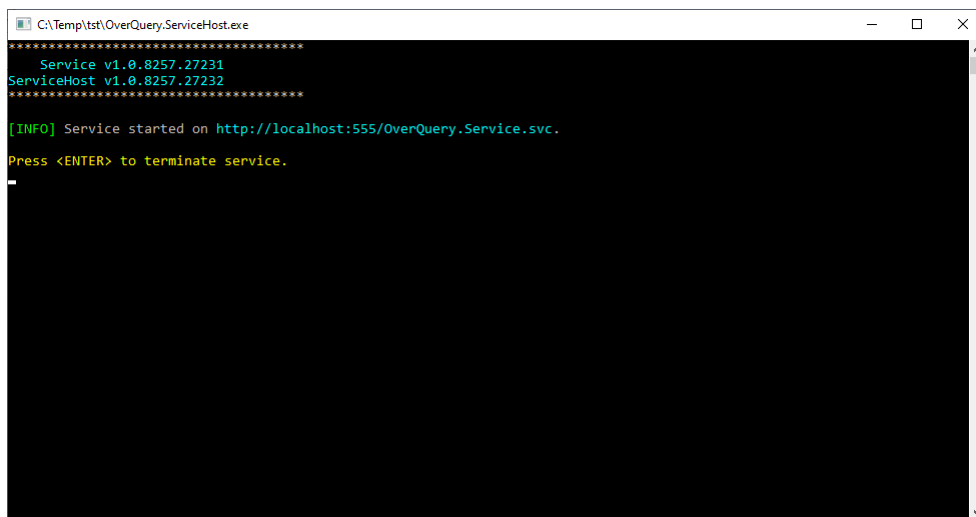 C:\Temp\tst\OverQuery.ServiceHost.exe
*************************************
Service v1.0.8257.27231
ServiceHost v1.0.8257.27232
*************************************
[INFO] Service started on http://localhost:555/OverQuery.Service.svc.
Press <ENTER> to terminate service.